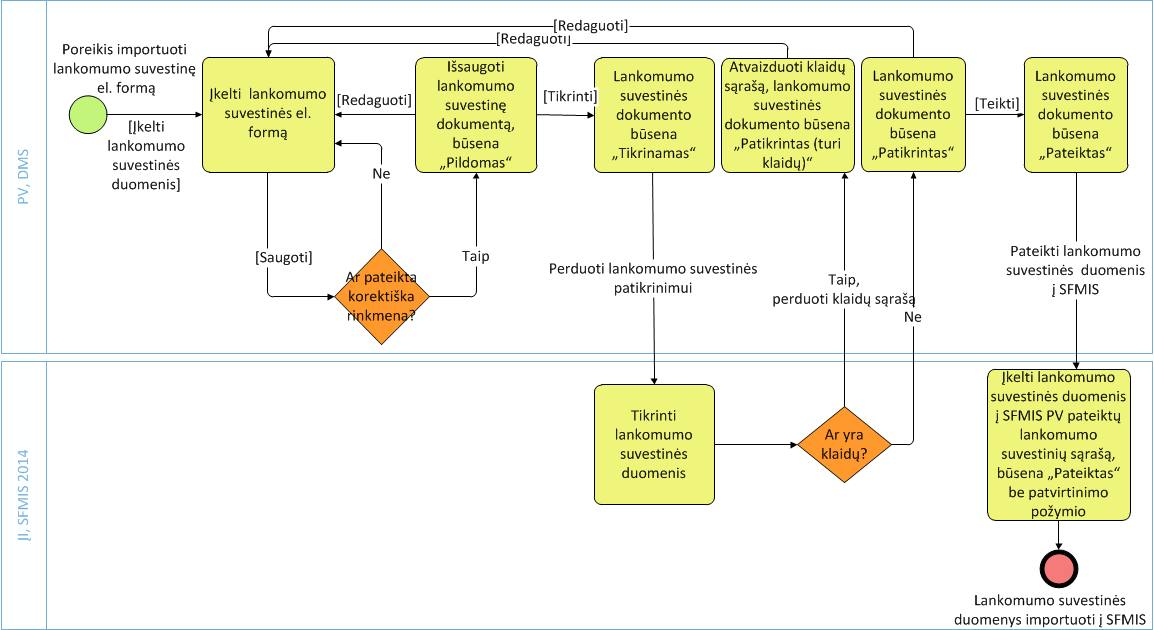 [Redaguoti]
[Redaguoti]
PV, DMS
Poreikis importuoti
lankomumo suvestinę
el. formą
[Įkelti
lankomumo
suvestinės
duomenis]
Įkelti lankomumo
suvestinės el.
formą
[Redaguoti]
Išsaugoti
lankomumo
suvestinę
dokumentą,
būsena
„Pildomas“
[Tikrinti]
Lankomumo
suvestinės
dokumento
būsena
„Tikrinamas“
Atvaizduoti klaidų
sąrašą, lankomumo
suvestinės
dokumento būsena
„Patikrintas (turi
klaidų)“
Lankomumo
suvestinės
dokumento
būsena
„Patikrintas“
[Teikti]
Lankomumo
suvestinės
dokumento
būsena
„Pateiktas“
Ne
[Saugoti]
Ar pateikta
korektiška
rinkmena?
Taip
Perduoti lankomumo suvestinės
patikrinimui
Taip,
perduoti klaidų sąrašą
Ne
Pateikti lankomumo
suvestinės duomenis
į SFMIS
JI, SFMIS 2014
Tikrinti
lankomumo
suvestinės
duomenis
Ar yra
klaidų?
Įkelti lankomumo
suvestinės duomenis
į SFMIS PV pateiktų
lankomumo
suvestinių sąrašą,
būsena „Pateiktas“
be patvirtinimo
požymio
Lankomumo suvestinės
duomenys importuoti į SFMIS